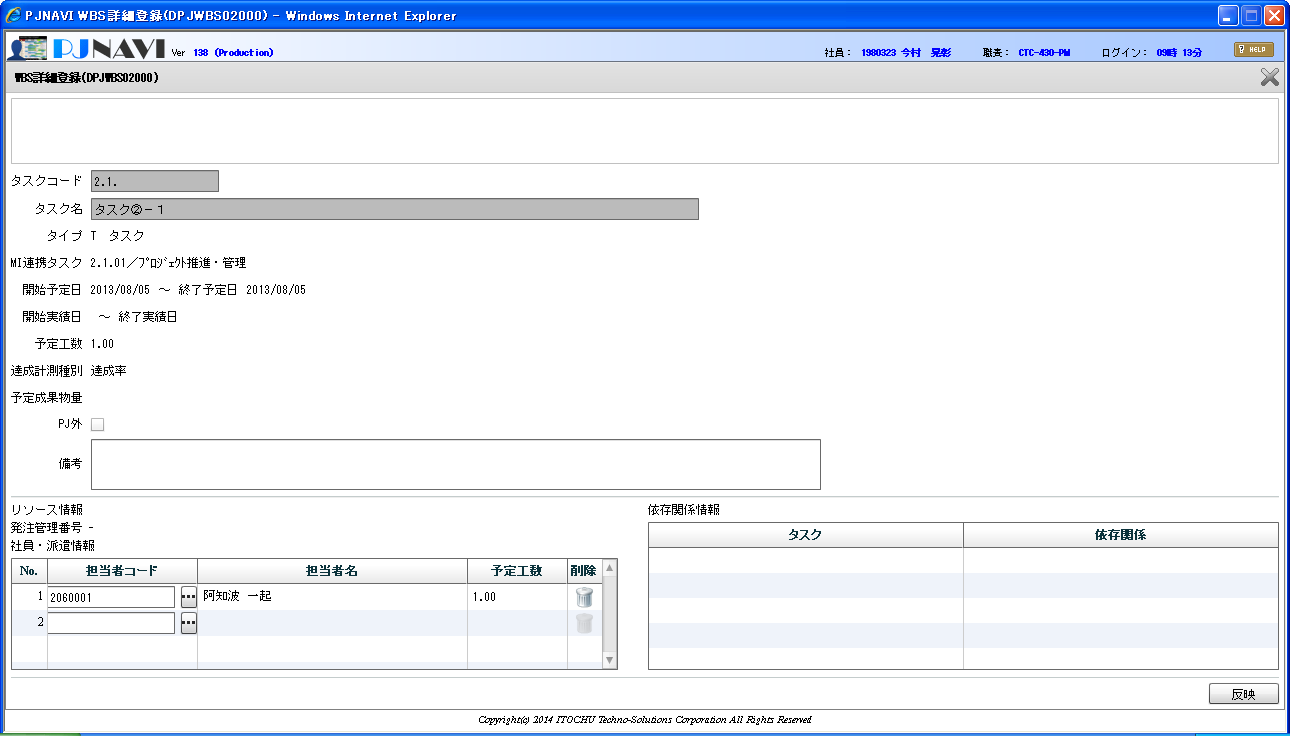 PJNAVI WBS詳細登録(DPJWBS02000) - Windows Internet Explorer
PJNAVI Ver 138 (Production) 社員: 1980323 今村 晃彰 職責: CTC-430-PM ログイン: 09時 13分 ? HELP
WBS詳細登録(DPJWBS02000)
タスクコード 2.1.
タスク名 タスク②-1
タイプ T タスク
MI連携タスク 2.1.01/ﾌﾟﾛｼﾞｪｸﾄ推進・管理
開始予定日 2013/08/05 ~ 終了予定日 2013/08/05
開始実績日 ~ 終了実績日
予定工数 1.00
達成計測種別 達成率
予定成果物量
PJ外
備考
リソース情報
発注管理番号 -
社員・派遣情報
No. 担当者コード 担当者名 予定工数 削除
1 2060001 ... 阿知波 一起 1.00
2 ...
依存関係情報
タスク 依存関係
反映
Copyright(c) 2014 ITOCHU Techno-Solutions Corporation All Rights Reserved